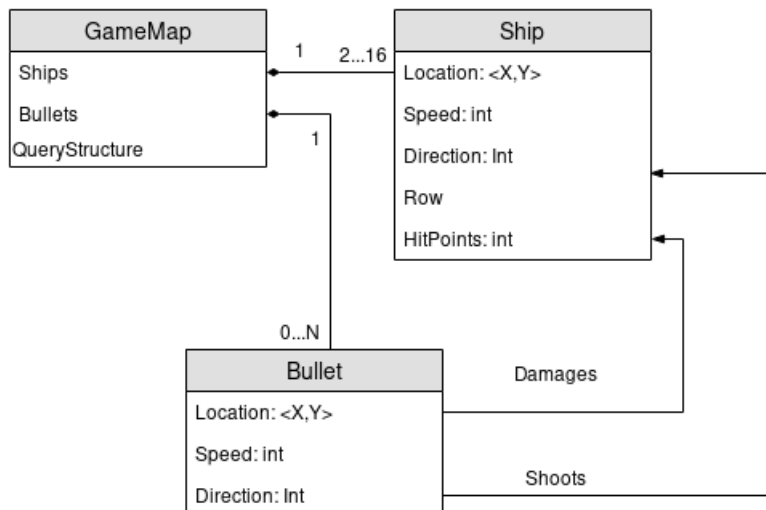 GameMap
Ships
Bullets
QueryStructure
1
2...16
1
Ship
Location: <X,Y>
Speed: int
Direction: Int
Row
HitPoints: int
0...N
Bullet
Location: <X,Y>
Speed: int
Direction: Int
Damages
Shoots